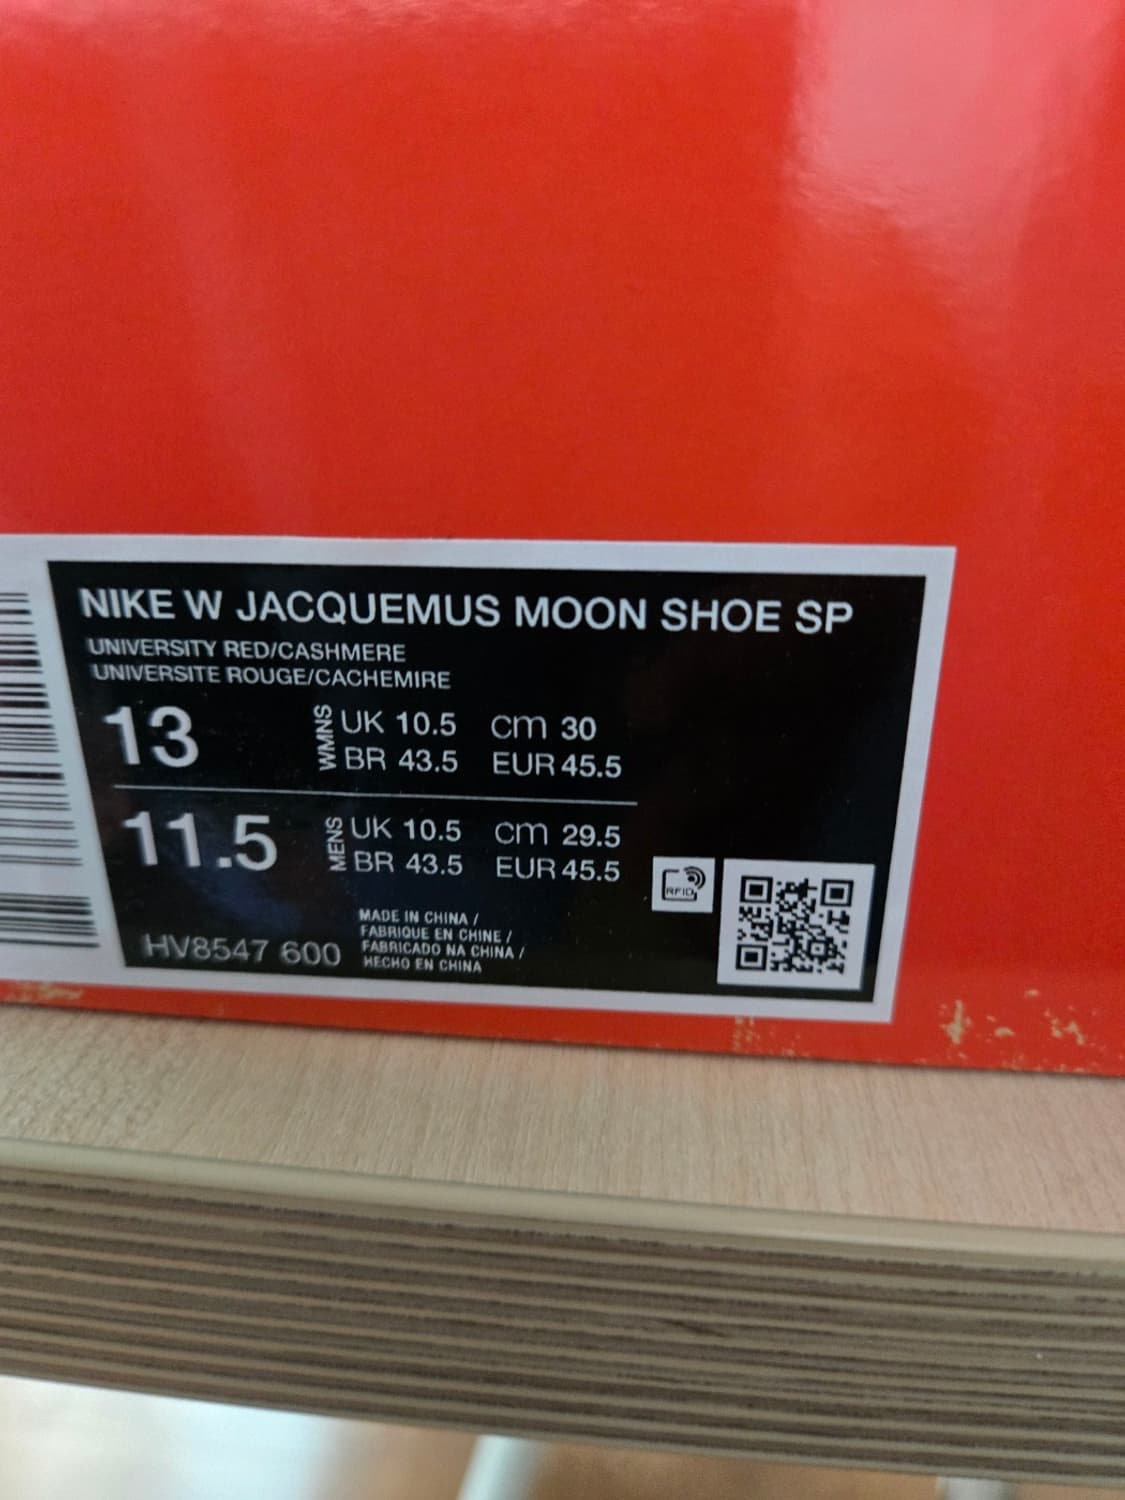 NIKE W JACQUEMUS MOON SHOE SP
UNIVERSITY RED/CASHMERE
UNIVERSITE ROUGE/CACHEMIRE
13 WMNS UK 10.5 cm 30
BR 43.5 EUR 45.5
11.5 MENS UK 10.5 cm 29.5
BR 43.5 EUR 45.5
RFID
MADE IN CHINA /
FABRIQUE EN CHINE /
FABRICADO NA CHINA /
HECHO EN CHINA
HV8547 600